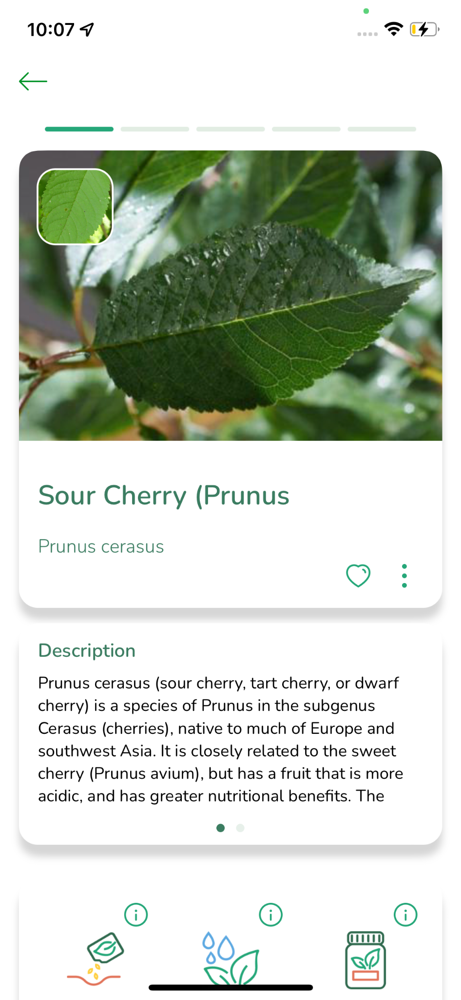 10:07
Sour Cherry (Prunus
Prunus cerasus
Description
Prunus cerasus (sour cherry, tart cherry, or dwarf
cherry) is a species of Prunus in the subgenus
Cerasus (cherries), native to much of Europe and
southwest Asia. It is closely related to the sweet
cherry (Prunus avium), but has a fruit that is more
acidic, and has greater nutritional benefits. The